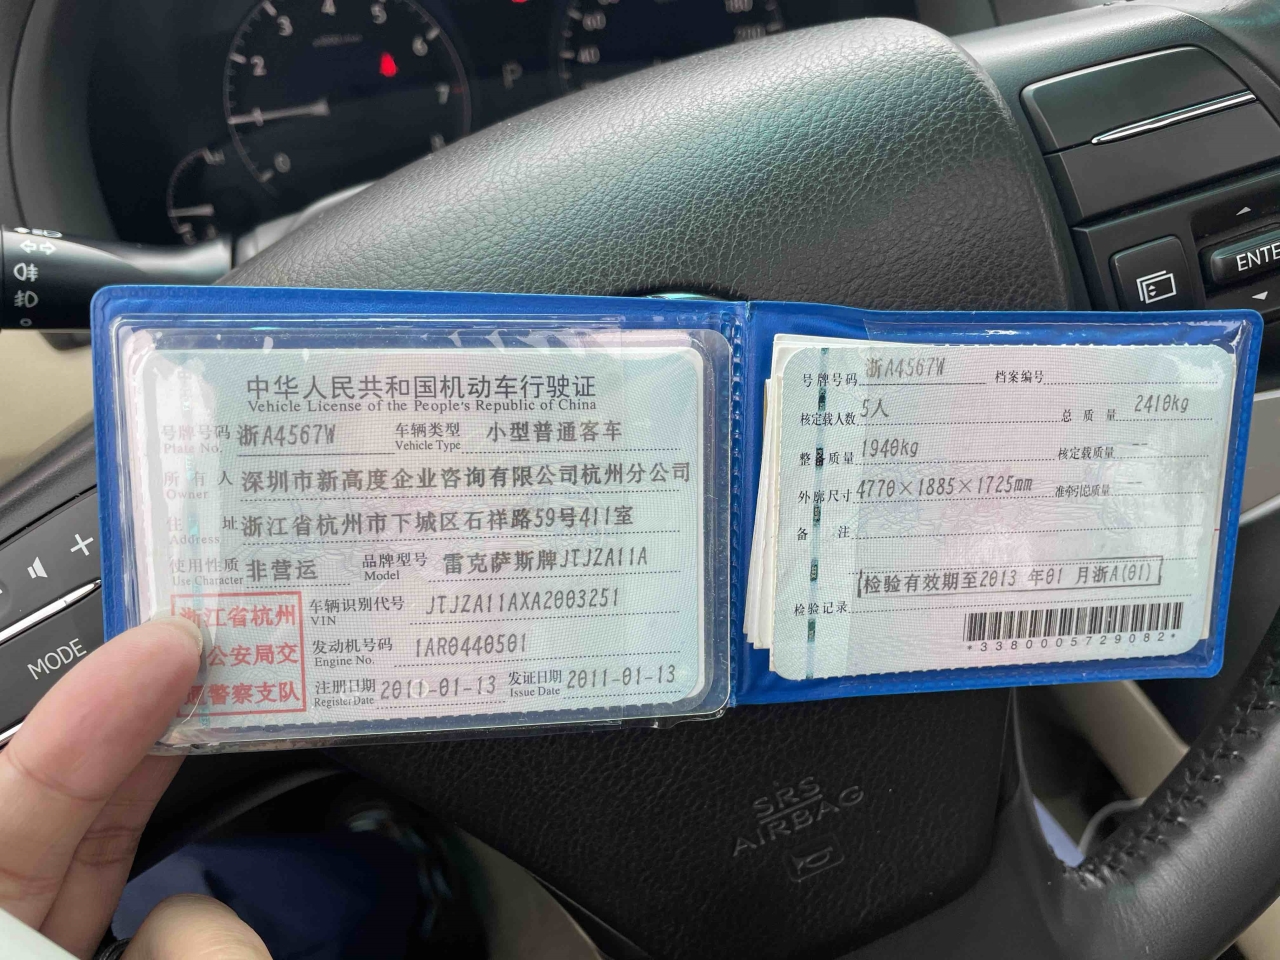 3
4
5
6
2
7
8
0
P
60
40
180
200
ENTE
MODE
中华人民共和国机动车行驶证
Vehicle License of the People's Republic of China
号牌号码 浙A4567W 车辆类型 小型普通客车
Plate No. Vehicle Type
所有人 深圳市新高度企业咨询有限公司杭州分公司
Owner
住址 浙江省杭州市下城区石祥路59号411室
Address
使用性质 非营运 品牌型号 雷克萨斯牌JTJZA11A
Use Character Model
浙江省杭州
公安局交
警察支队
车辆识别代号 JTJZA11AXA2003251
VIN
发动机号码 1AR0440501
Engine No.
注册日期 2011-01-13 发证日期 2011-01-13
Register Date Issue Date
号牌号码 浙A4567W 档案编号
核定载人数 5人 总质量 2410kg
整备质量 1940kg 核定载质量 --
外廓尺寸 4770×1885×1725mm 准牵引总质量 --
备注
检验有效期至2013 年01 月浙A(01)
检验记录
*3380005729082*
SRS
AIRBAG